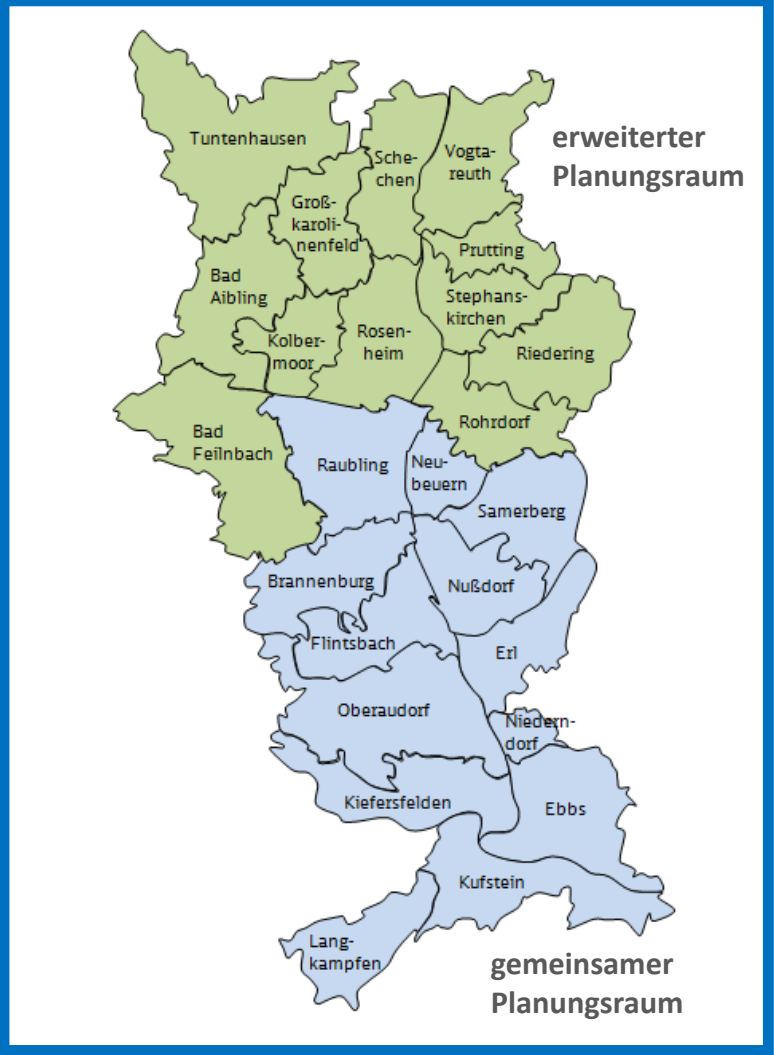 Tuntenhausen
Sche-
chen
Vogta-
reuth
erweiterter
Planungsraum
Groß-
karoli-
nenfeld
Prutting
Bad
Aibling
Stephans-
kirchen
Kolber-
moor
Rosen-
heim
Riedering
Bad
Feilnbach
Rohrdorf
Raubling
Neu-
beuern
Samerberg
Brannenburg
Nußdorf
Flintsbach
Erl
Oberaudorf
Niedern-
dorf
Kiefersfelden
Ebbs
Kufstein
Lang-
kampfen
gemeinsamer
Planungsraum